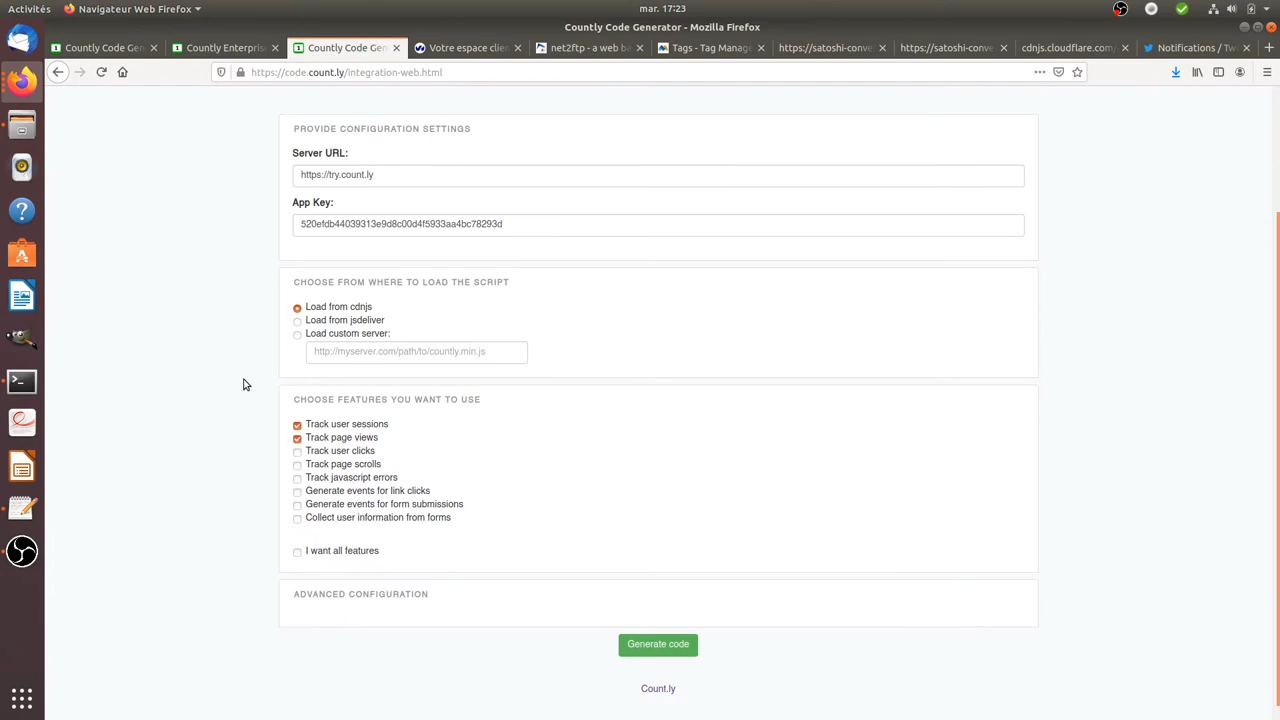 Activités
Navigateur Web Firefox
mar. 17:23
Countly Code Generator - Mozilla Firefox
Countly Code Gen
Countly Enterpris
Countly Code Gen
Votre espace clien
net2ftp - a web ba
Tags - Tag Manage
https://satoshi-conve
https://satoshi-conve
cdnjs.cloudflare.com/
Notifications / Tw
https://code.count.ly/integration-web.html
PROVIDE CONFIGURATION SETTINGS
Server URL:
https://try.count.ly
App Key:
520efdb44039313e9d8c00d4f5933aa4bc78293d
CHOOSE FROM WHERE TO LOAD THE SCRIPT
Load from cdnjs
Load from jsdeliver
Load custom server:
http://myserver.com/path/to/countly.min.js
CHOOSE FEATURES YOU WANT TO USE
Track user sessions
Track page views
Track user clicks
Track page scrolls
Track javascript errors
Generate events for link clicks
Generate events for form submissions
Collect user information from forms
I want all features
ADVANCED CONFIGURATION
Generate code
Count.ly